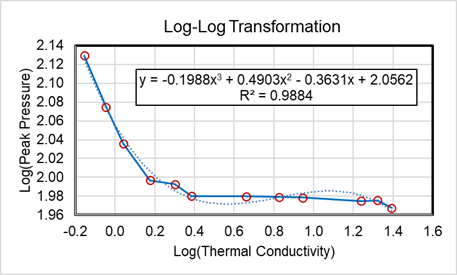 Log-Log Transformation
2.14
2.12
2.10
2.08
2.06
2.04
2.02
2.00
1.98
1.96
Log(Peak Pressure)
y = -0.1988x³ + 0.4903x² - 0.3631x + 2.0562
R² = 0.9884
-0.2 0.0 0.2 0.4 0.6 0.8 1.0 1.2 1.4 1.6
Log(Thermal Conductivity)